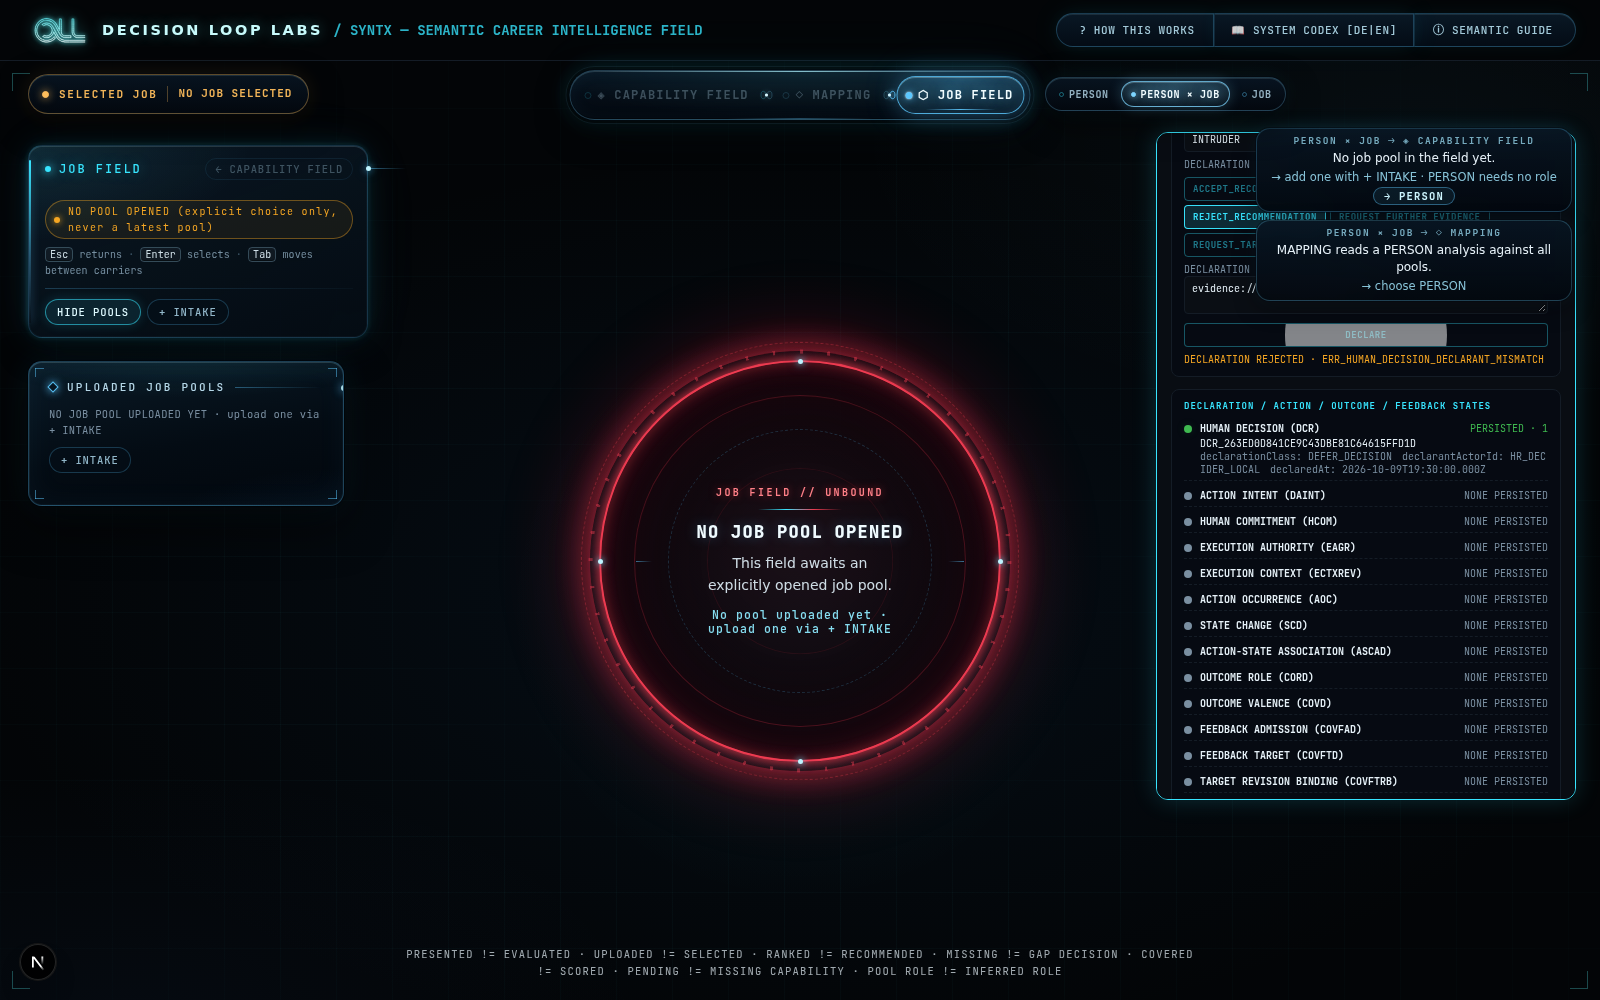 DECISION LOOP LABS / SYNTX — SEMANTIC CAREER INTELLIGENCE FIELD
? HOW THIS WORKS
📖 SYSTEM CODEX [DE|EN]
ⓘ SEMANTIC GUIDE
SELECTED JOB | NO JOB SELECTED
◈ CAPABILITY FIELD
◇ MAPPING
⬡ JOB FIELD
PERSON
PERSON × JOB
JOB
JOB FIELD
← CAPABILITY FIELD
NO POOL OPENED (explicit choice only,
never a latest pool)
Esc returns · Enter selects · Tab moves
between carriers
HIDE POOLS
+ INTAKE
UPLOADED JOB POOLS
NO JOB POOL UPLOADED YET · upload one via
+ INTAKE
+ INTAKE
JOB FIELD // UNBOUND
NO JOB POOL OPENED
This field awaits an
explicitly opened job pool.
No pool uploaded yet ·
upload one via + INTAKE
INTRUDER
DECLARATION
ACCEPT_RECO
REJECT_RECOMMENDATION
REQUEST_FURTHER_EVIDENCE
REQUEST_TAR
DECLARATION
evidence://
PERSON × JOB → ◈ CAPABILITY FIELD
No job pool in the field yet.
→ add one with + INTAKE · PERSON needs no role
→ PERSON
PERSON × JOB → ◇ MAPPING
MAPPING reads a PERSON analysis against all
pools.
→ choose PERSON
DECLARE
DECLARATION REJECTED · ERR_HUMAN_DECISION_DECLARANT_MISMATCH
DECLARATION / ACTION / OUTCOME / FEEDBACK STATES
HUMAN DECISION (DCR) PERSISTED · 1
DCR_263ED0D841CE9C43DBE81C64615FFD1D
declarationClass: DEFER_DECISION declarantActorId: HR_DEC
IDER_LOCAL declaredAt: 2026-10-09T19:30:00.000Z
ACTION INTENT (DAINT) NONE PERSISTED
HUMAN COMMITMENT (HCOM) NONE PERSISTED
EXECUTION AUTHORITY (EAGR) NONE PERSISTED
EXECUTION CONTEXT (ECTXREV) NONE PERSISTED
ACTION OCCURRENCE (AOC) NONE PERSISTED
STATE CHANGE (SCD) NONE PERSISTED
ACTION-STATE ASSOCIATION (ASCAD) NONE PERSISTED
OUTCOME ROLE (CORD) NONE PERSISTED
OUTCOME VALENCE (COVD) NONE PERSISTED
FEEDBACK ADMISSION (COVFAD) NONE PERSISTED
FEEDBACK TARGET (COVFTD) NONE PERSISTED
TARGET REVISION BINDING (COVFTRB) NONE PERSISTED
PRESENTED != EVALUATED · UPLOADED != SELECTED · RANKED != RECOMMENDED · MISSING != GAP DECISION · COVERED
!= SCORED · PENDING != MISSING CAPABILITY · POOL ROLE != INFERRED ROLE